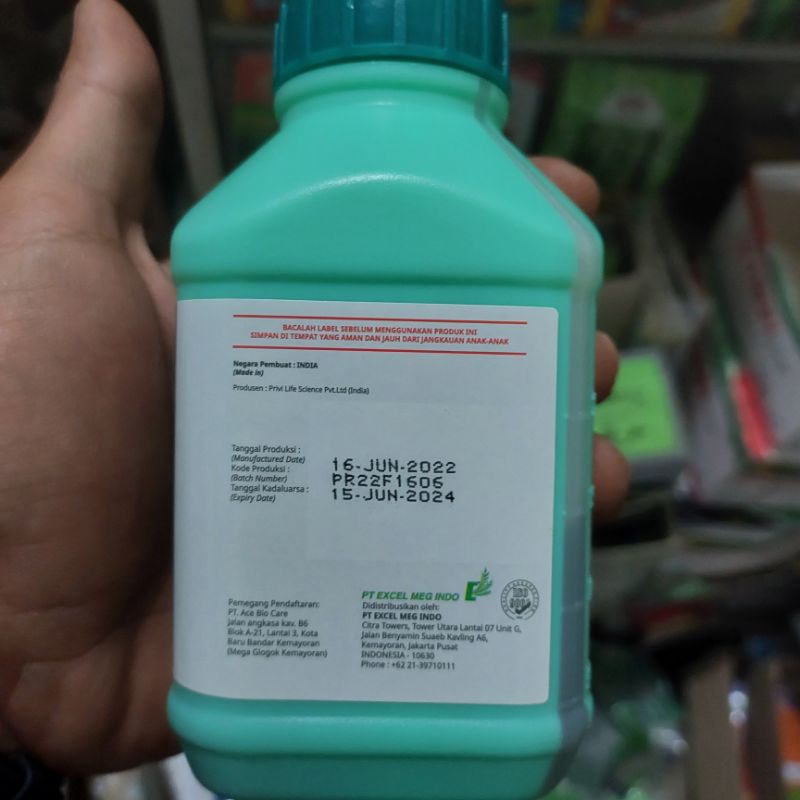 BACALAH LABEL SEBELUM MENGGUNAKAN PRODUK INI
SIMPAN DI TEMPAT YANG AMAN DAN JAUH DARI JANGKAUAN ANAK-ANAK
Negara Pembuat : INDIA
(Made in)
Produsen : Privi Life Science Pvt.Ltd (India)
Tanggal Produksi :
(Manufactured Date)
16-JUN-2022
Kode Produksi :
(Batch Number)
PR22F1606
Tanggal Kadaluarsa :
(Expiry Date)
15-JUN-2024
Pemegang Pendaftaran:
PT. Ace Bio Care
Jalan angkasa kav. B6
Blok A-21, Lantai 3, Kota
Baru Bandar Kemayoran
(Mega Glogok Kemayoran)
PT EXCEL MEG INDO
Didistribusikan oleh:
PT EXCEL MEG INDO
Citra Towers, Tower Utara Lantai 07 Unit G,
Jalan Benyamin Suaeb Kavling A6,
Kemayoran, Jakarta Pusat
INDONESIA - 10630
Phone : +62 21-39710111
ISO
9001